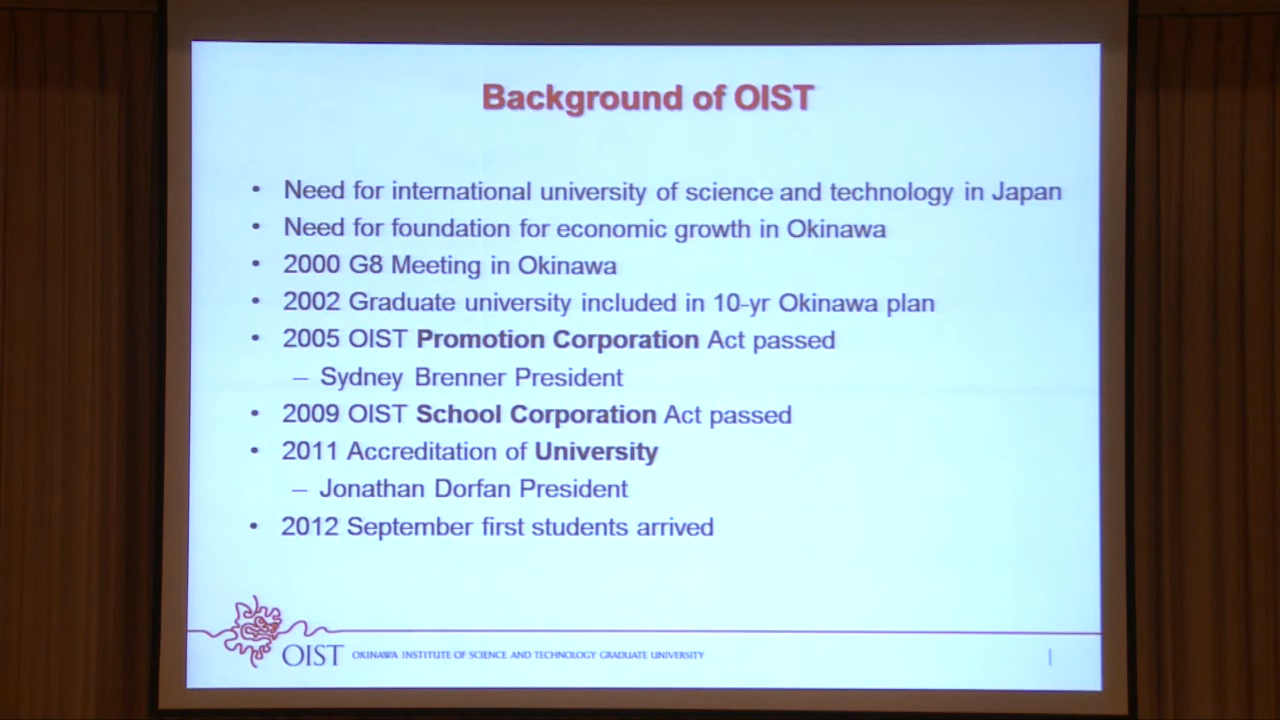 Background of OIST
• Need for international university of science and technology in Japan
• Need for foundation for economic growth in Okinawa
• 2000 G8 Meeting in Okinawa
• 2002 Graduate university included in 10-yr Okinawa plan
• 2005 OIST Promotion Corporation Act passed
– Sydney Brenner President
• 2009 OIST School Corporation Act passed
• 2011 Accreditation of University
– Jonathan Dorfan President
• 2012 September first students arrived
OIST OKINAWA INSTITUTE OF SCIENCE AND TECHNOLOGY GRADUATE UNIVERSITY